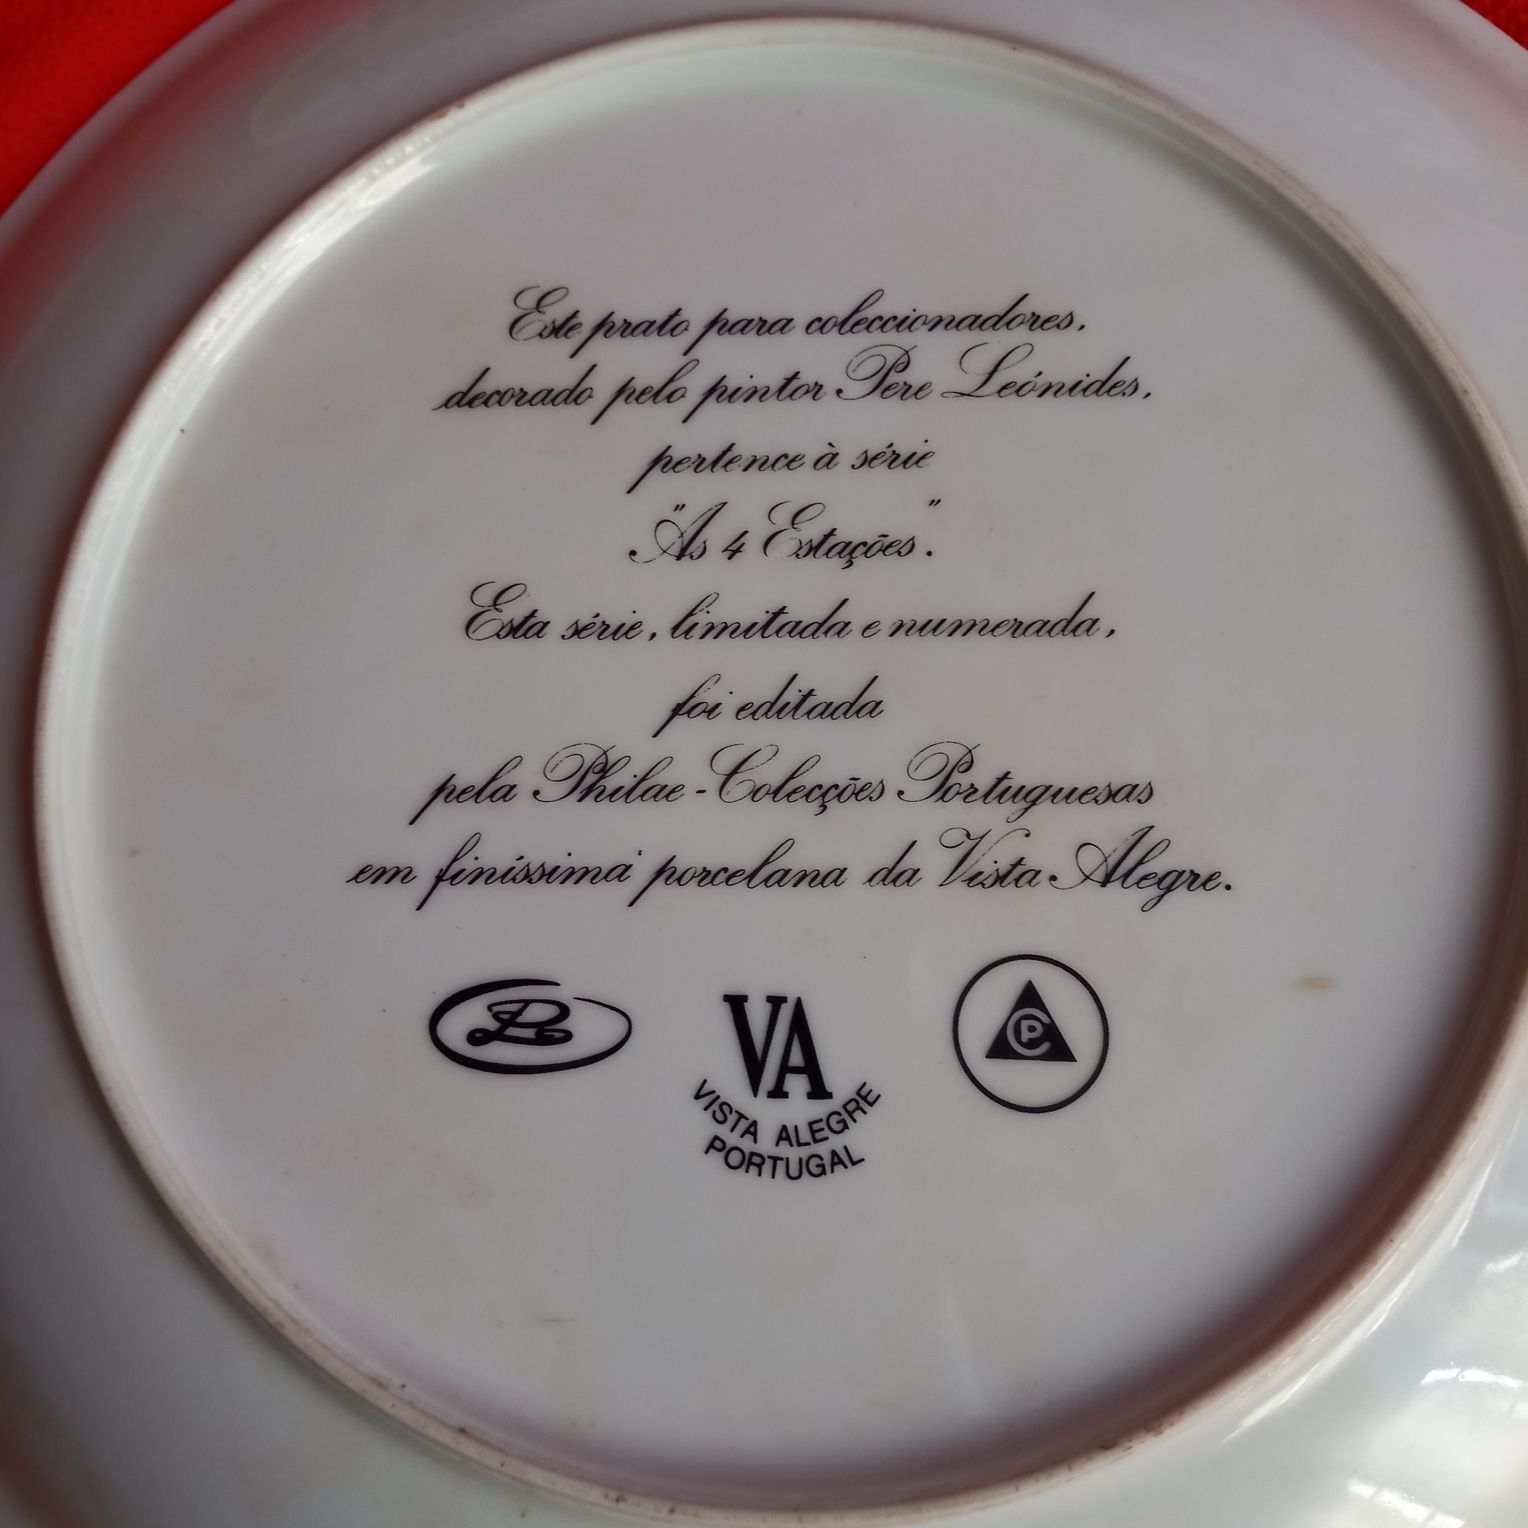 Este prato para coleccionadores,
decorado pelo pintor Pere Leónides,
pertence à série
"As 4 Estações."
Esta série, limitada e numerada,
foi editada
pela Philae - Colecções Portuguesas
em finíssima porcelana da Vista Alegre.
VA
VISTA ALEGRE
PORTUGAL